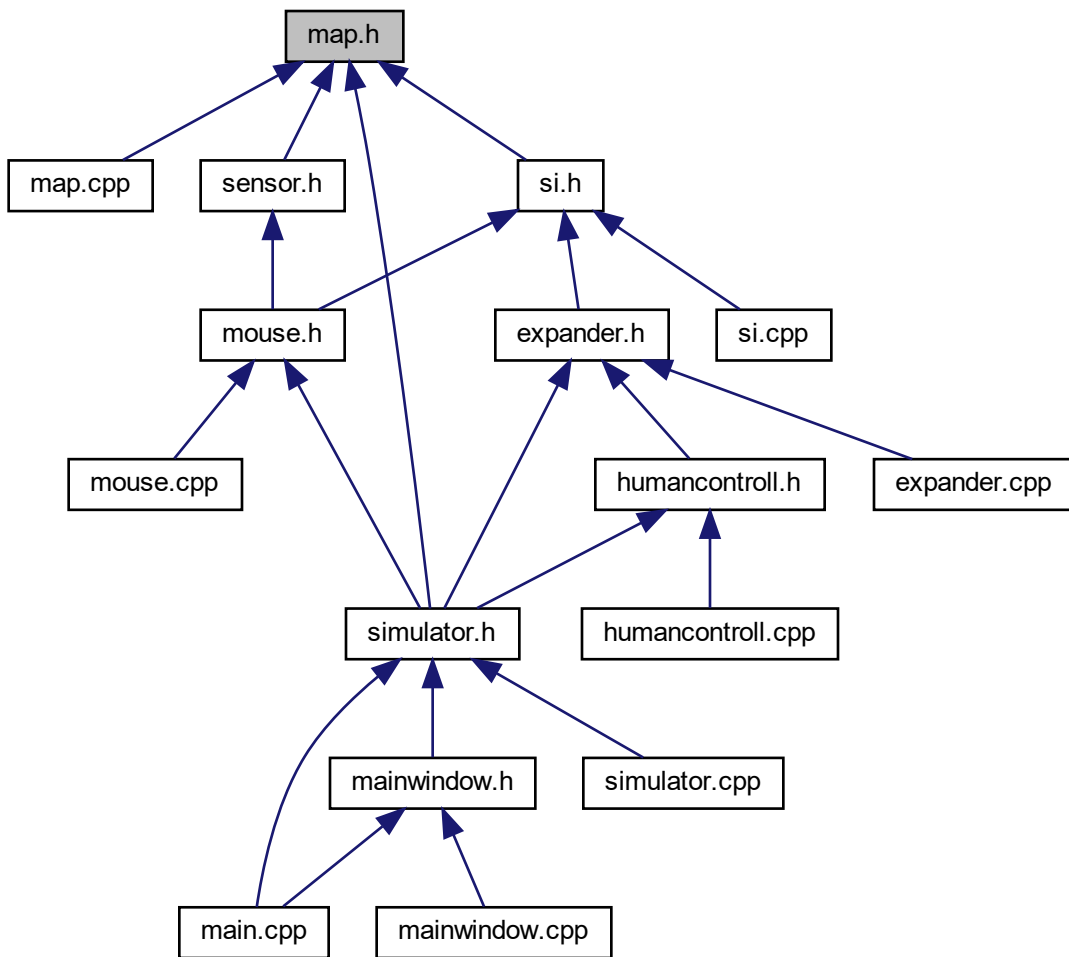 map.h
map.cpp
sensor.h
si.h
mouse.h
expander.h
si.cpp
mouse.cpp
humancontroll.h
expander.cpp
simulator.h
humancontroll.cpp
mainwindow.h
simulator.cpp
main.cpp
mainwindow.cpp